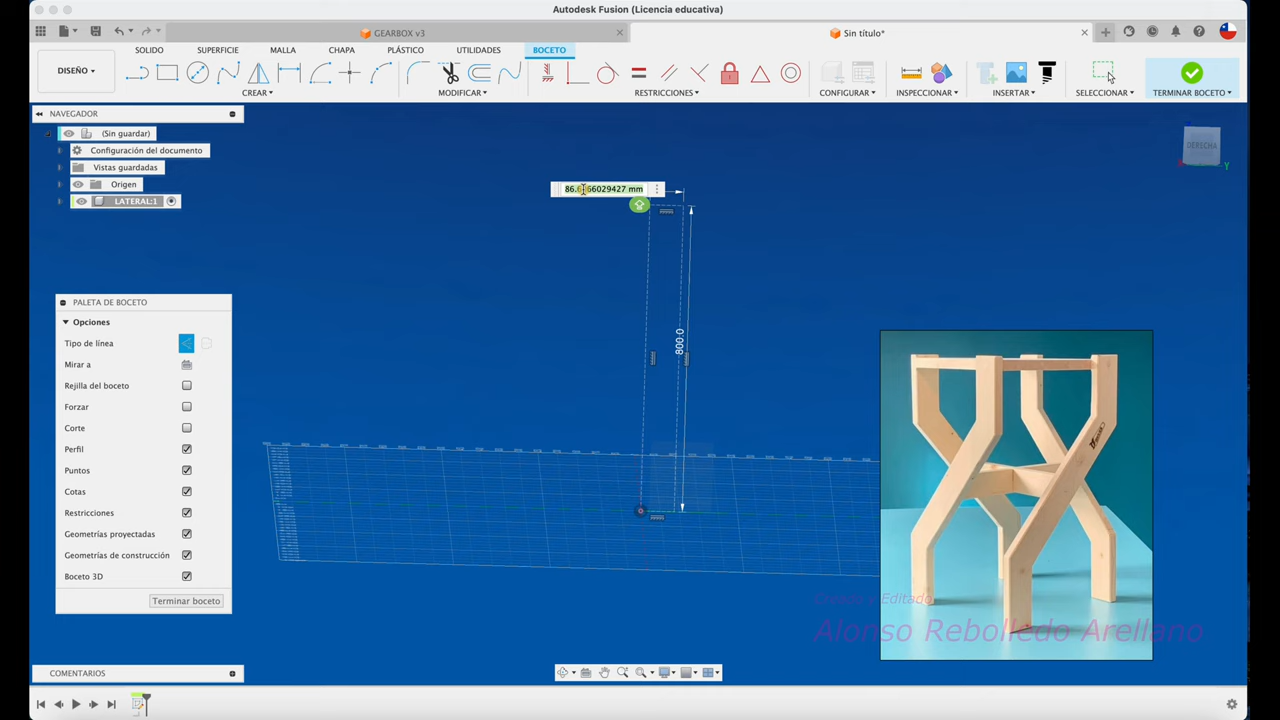 Autodesk Fusion (Licencia educativa)
GEARBOX v3
Sin título*
SÓLIDO SUPERFICIE MALLA CHAPA PLÁSTICO UTILIDADES BOCETO
DISEÑO
CREAR MODIFICAR RESTRICCIONES CONFIGURAR INSPECCIONAR INSERTAR SELECCIONAR TERMINAR BOCETO
NAVEGADOR
(Sin guardar)
Configuración del documento
Vistas guardadas
Origen
LATERAL:1
DERECHA
Y
800.0
PALETA DE BOCETO
Opciones
Tipo de línea
Mirar a
Rejilla del boceto
Forzar
Corte
Perfil
Puntos
Cotas
Restricciones
Geometrías proyectadas
Geometrías de construcción
Boceto 3D
Terminar boceto
Creado y Editado
Alonso Rebolledo Arellano
COMENTARIOS